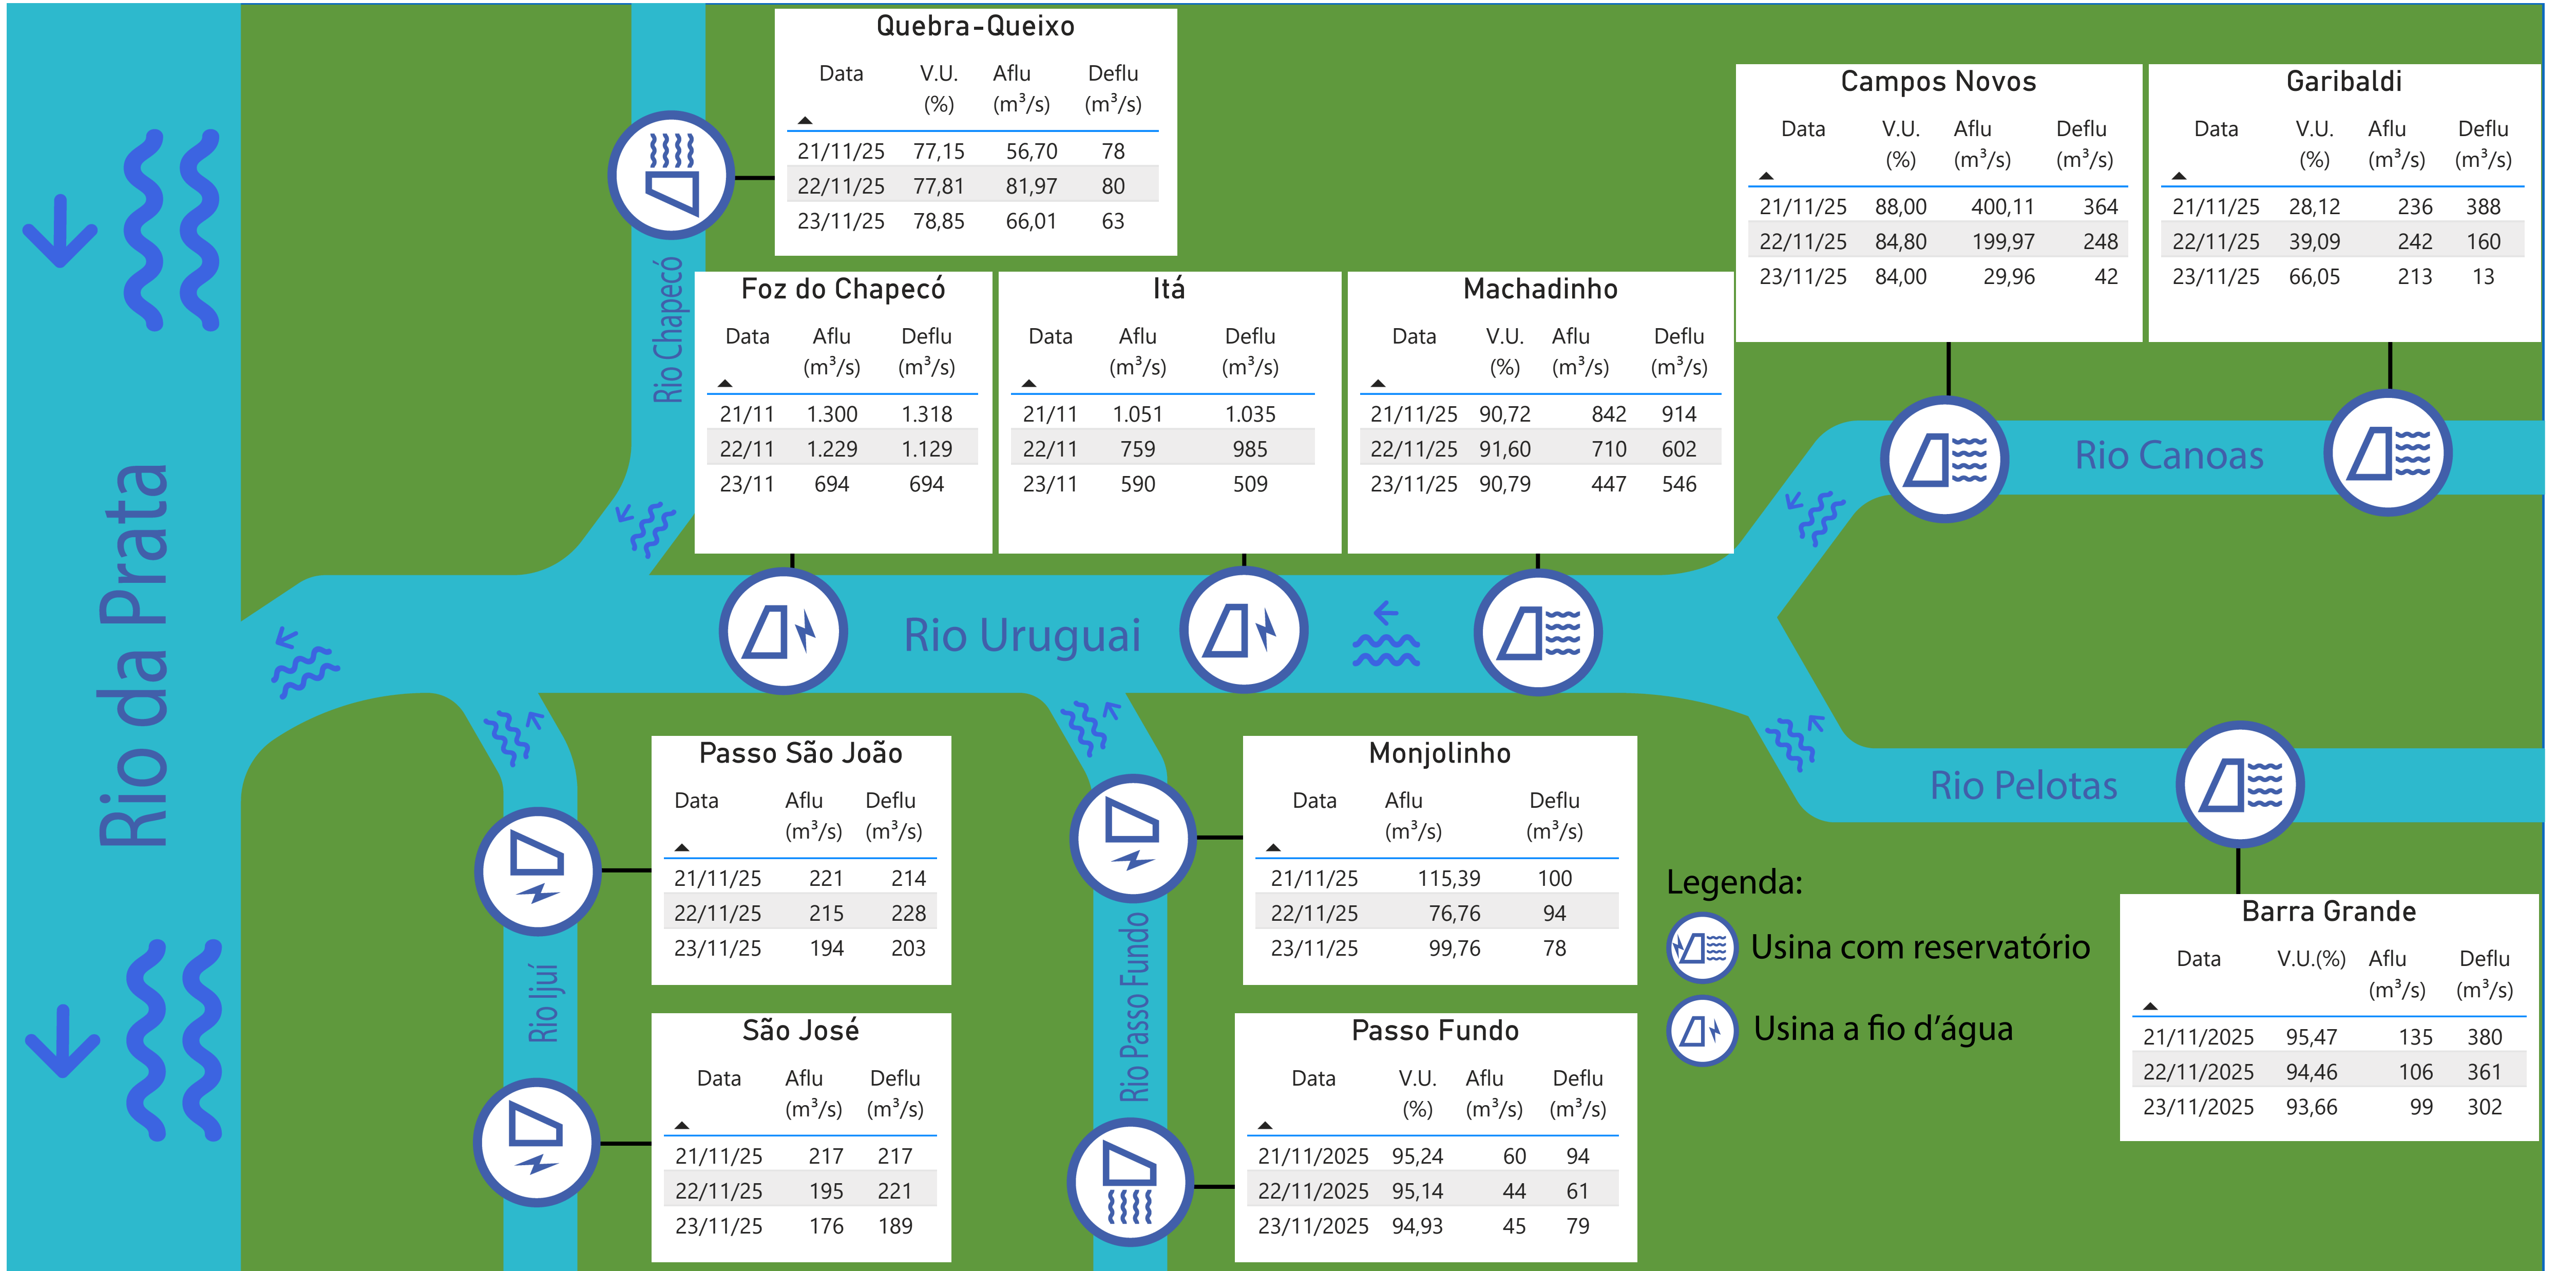 Quebra-Queixo
Data V.U. (%) Aflu (m³/s) Deflu (m³/s)
21/11/25 77,15 56,70 78
22/11/25 77,81 81,97 80
23/11/25 78,85 66,01 63
Campos Novos
Data V.U. (%) Aflu (m³/s) Deflu (m³/s)
21/11/25 88,00 400,11 364
22/11/25 84,80 199,97 248
23/11/25 84,00 29,96 42
Garibaldi
Data V.U. (%) Aflu (m³/s) Deflu (m³/s)
21/11/25 28,12 236 388
22/11/25 39,09 242 160
23/11/25 66,05 213 13
Rio Chapecó
Foz do Chapecó
Data Aflu (m³/s) Deflu (m³/s)
21/11 1.300 1.318
22/11 1.229 1.129
23/11 694 694
Itá
Data Aflu (m³/s) Deflu (m³/s)
21/11 1.051 1.035
22/11 759 985
23/11 590 509
Machadinho
Data V.U. (%) Aflu (m³/s) Deflu (m³/s)
21/11/25 90,72 842 914
22/11/25 91,60 710 602
23/11/25 90,79 447 546
Rio Canoas
Rio da Prata
Rio Uruguai
Rio Pelotas
Passo São João
Data Aflu (m³/s) Deflu (m³/s)
21/11/25 221 214
22/11/25 215 228
23/11/25 194 203
Monjolinho
Data Aflu (m³/s) Deflu (m³/s)
21/11/25 115,39 100
22/11/25 76,76 94
23/11/25 99,76 78
Rio Ijuí
Rio Passo Fundo
São José
Data Aflu (m³/s) Deflu (m³/s)
21/11/25 217 217
22/11/25 195 221
23/11/25 176 189
Passo Fundo
Data V.U. (%) Aflu (m³/s) Deflu (m³/s)
21/11/2025 95,24 60 94
22/11/2025 95,14 44 61
23/11/2025 94,93 45 79
Legenda:
Usina com reservatório
Usina a fio d’água
Barra Grande
Data V.U.(%) Aflu (m³/s) Deflu (m³/s)
21/11/2025 95,47 135 380
22/11/2025 94,46 106 361
23/11/2025 93,66 99 302